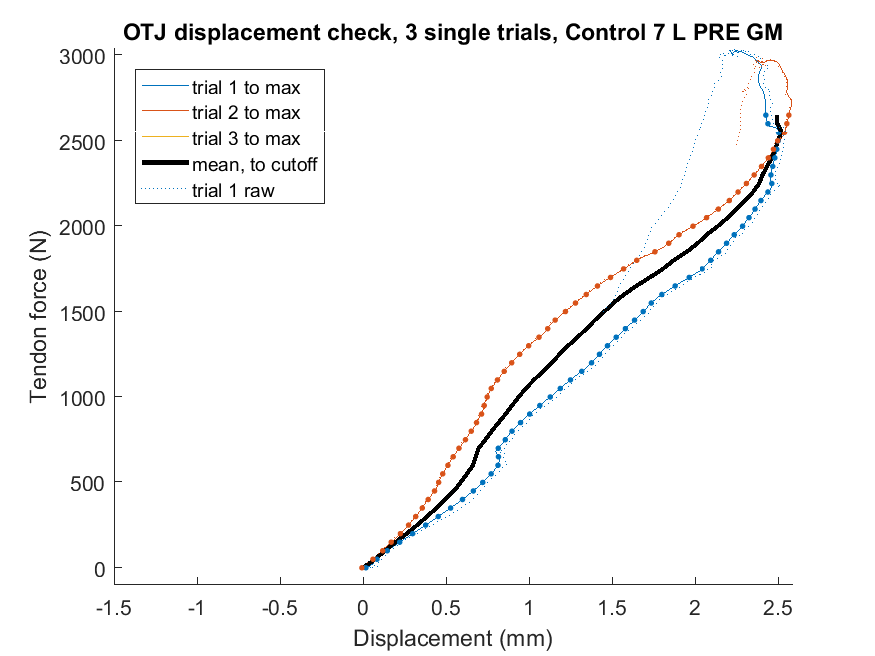 OTJ displacement check, 3 single trials, Control 7 L PRE GM
3000
2500
2000
1500
1000
500
0
Tendon force (N)
trial 1 to max
trial 2 to max
trial 3 to max
mean, to cutoff
trial 1 raw
-1.5 -1 -0.5 0 0.5 1 1.5 2 2.5
Displacement (mm)